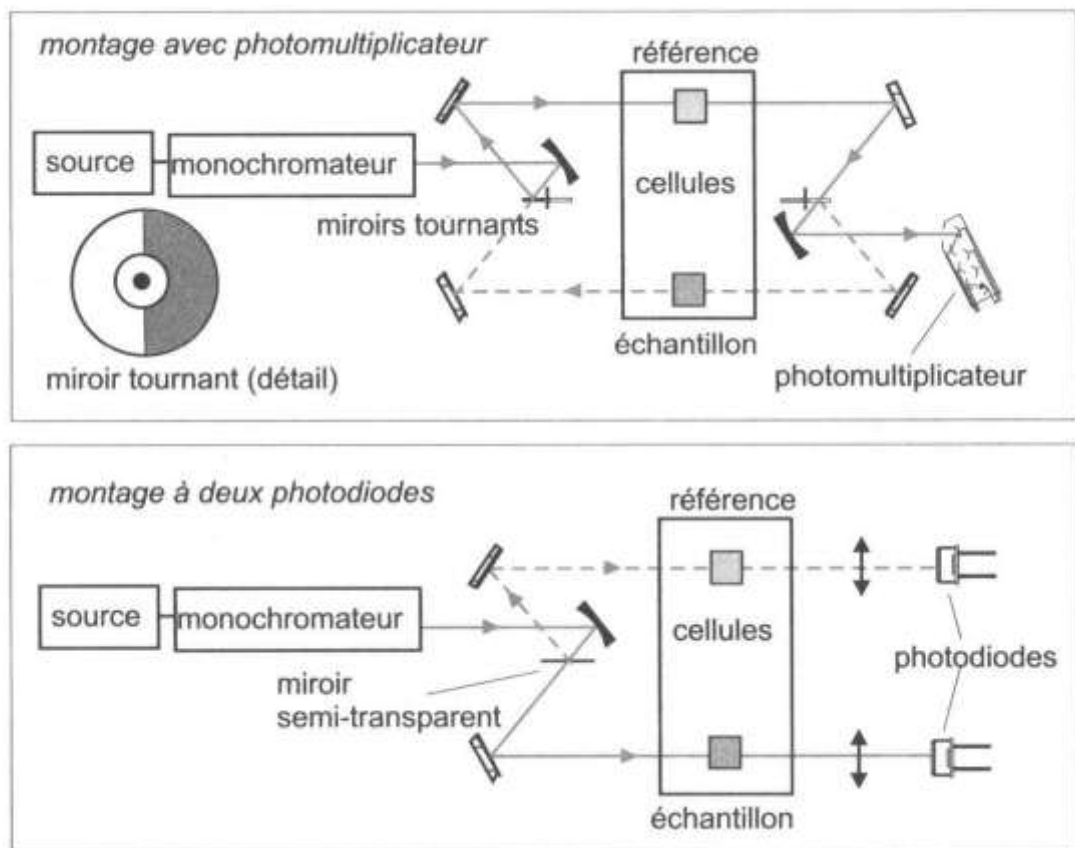 montage avec photomultiplicateur
référence
source
monochromateur
cellules
miroirs tournants
échantillon
miroir tournant (détail)
photomultiplicateur
montage à deux photodiodes
référence
source
monochromateur
cellules
photodiodes
miroir
semi-transparent
échantillon